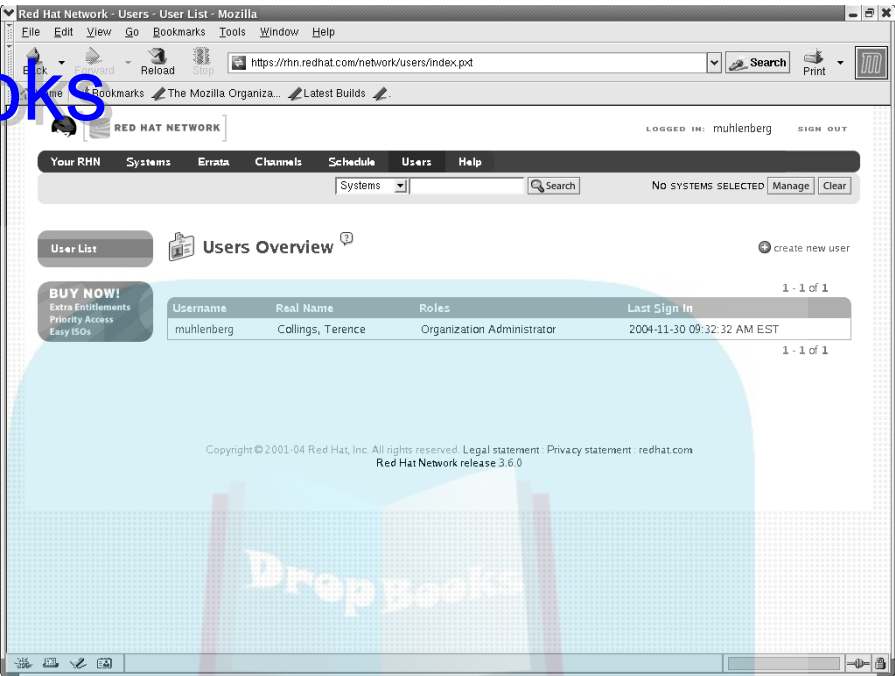 Red Hat Network - Users - User List - Mozilla
File Edit View Go Bookmarks Tools Window Help
Back Forward Reload Stop https://rhn.redhat.com/network/users/index.pxt Search Print
oks
Home Bookmarks The Mozilla Organiza... Latest Builds
RED HAT NETWORK LOGGED IN: muhlenberg SIGN OUT
Your RHN Systems Errata Channels Schedule Users Help
Systems Search NO SYSTEMS SELECTED Manage Clear
User List Users Overview ? create new user
BUY NOW!
Extra Entitlements
Priority Access
Easy ISOs
1 - 1 of 1
Username Real Name Roles Last Sign In
muhlenberg Collings, Terence Organization Administrator 2004-11-30 09:32:32 AM EST
1 - 1 of 1
Copyright © 2001-04 Red Hat, Inc. All rights reserved. Legal statement : Privacy statement : redhat.com
Red Hat Network release 3.6.0
DropBooks